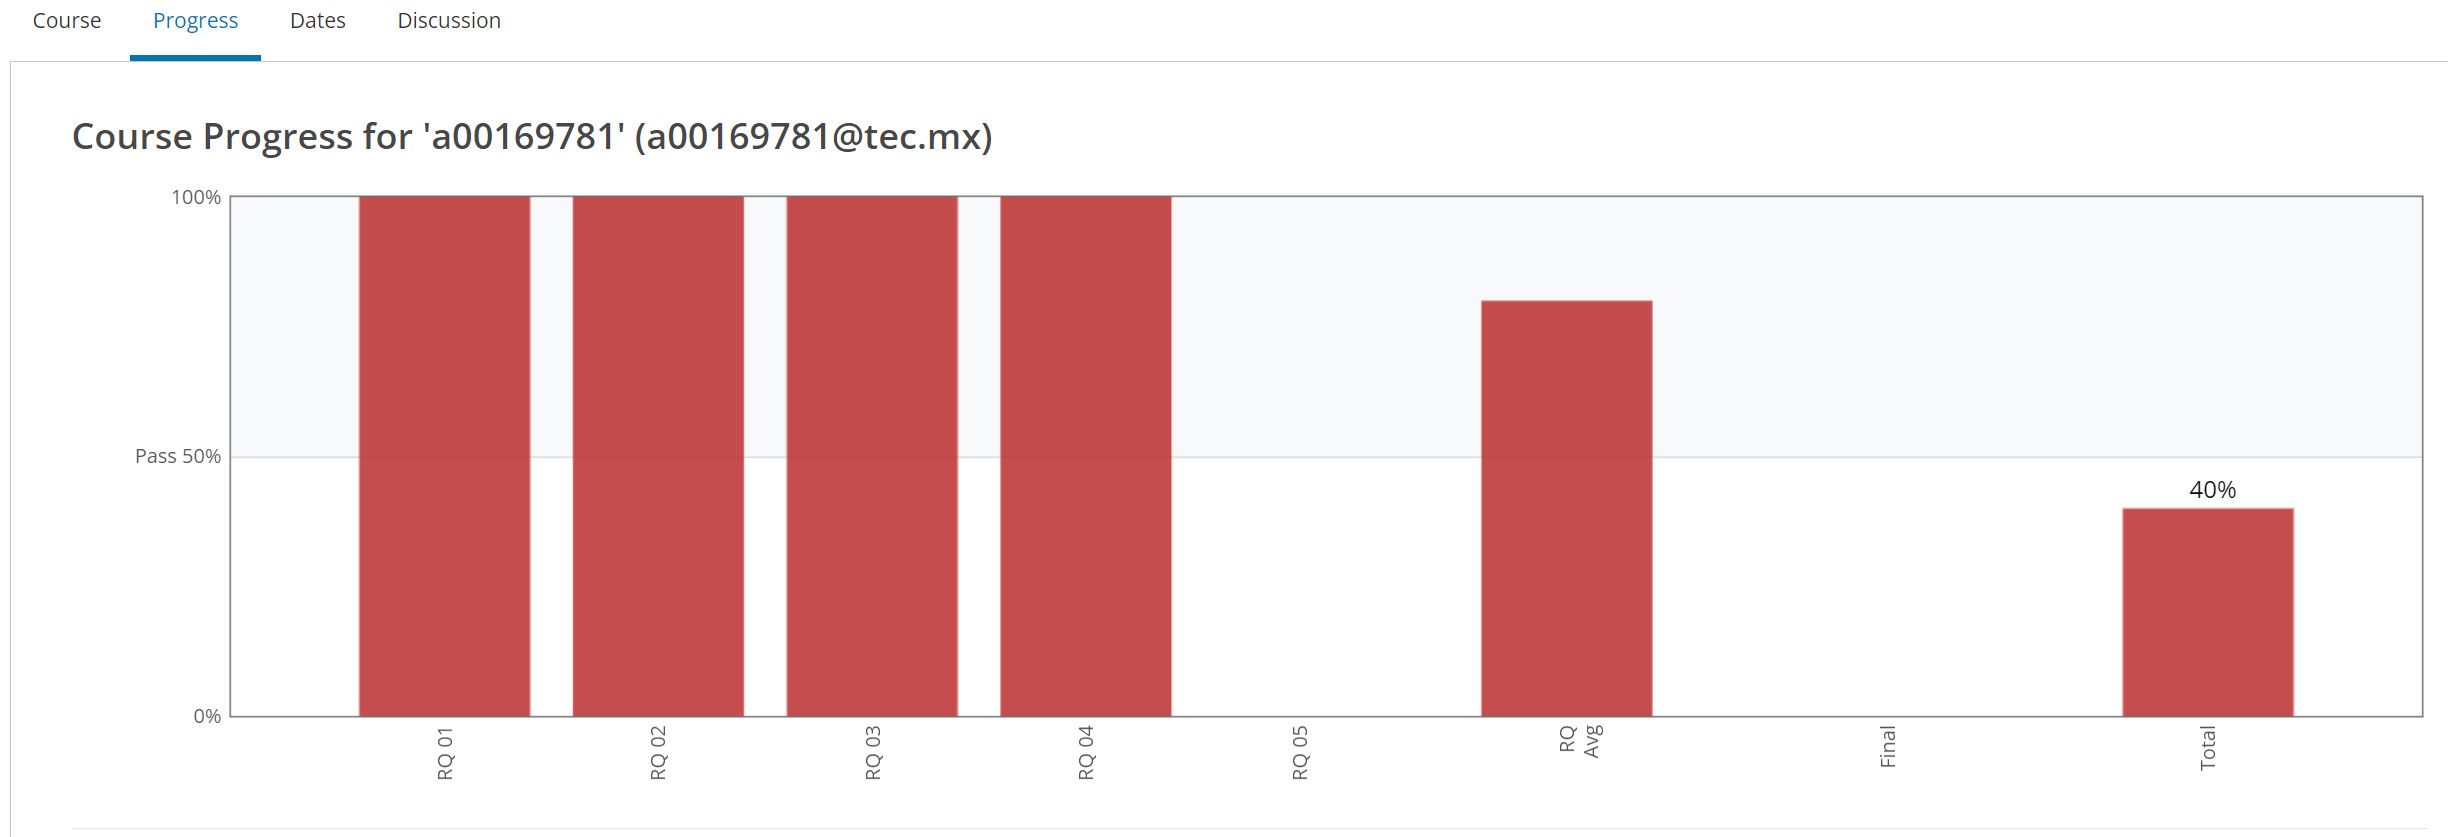 Course Progress Dates Discussion
Course Progress for 'a00169781' (a00169781@tec.mx)
100%
Pass 50%
0%
40%
RQ 01
RQ 02
RQ 03
RQ 04
RQ 05
RQ
Avg
Final
Total